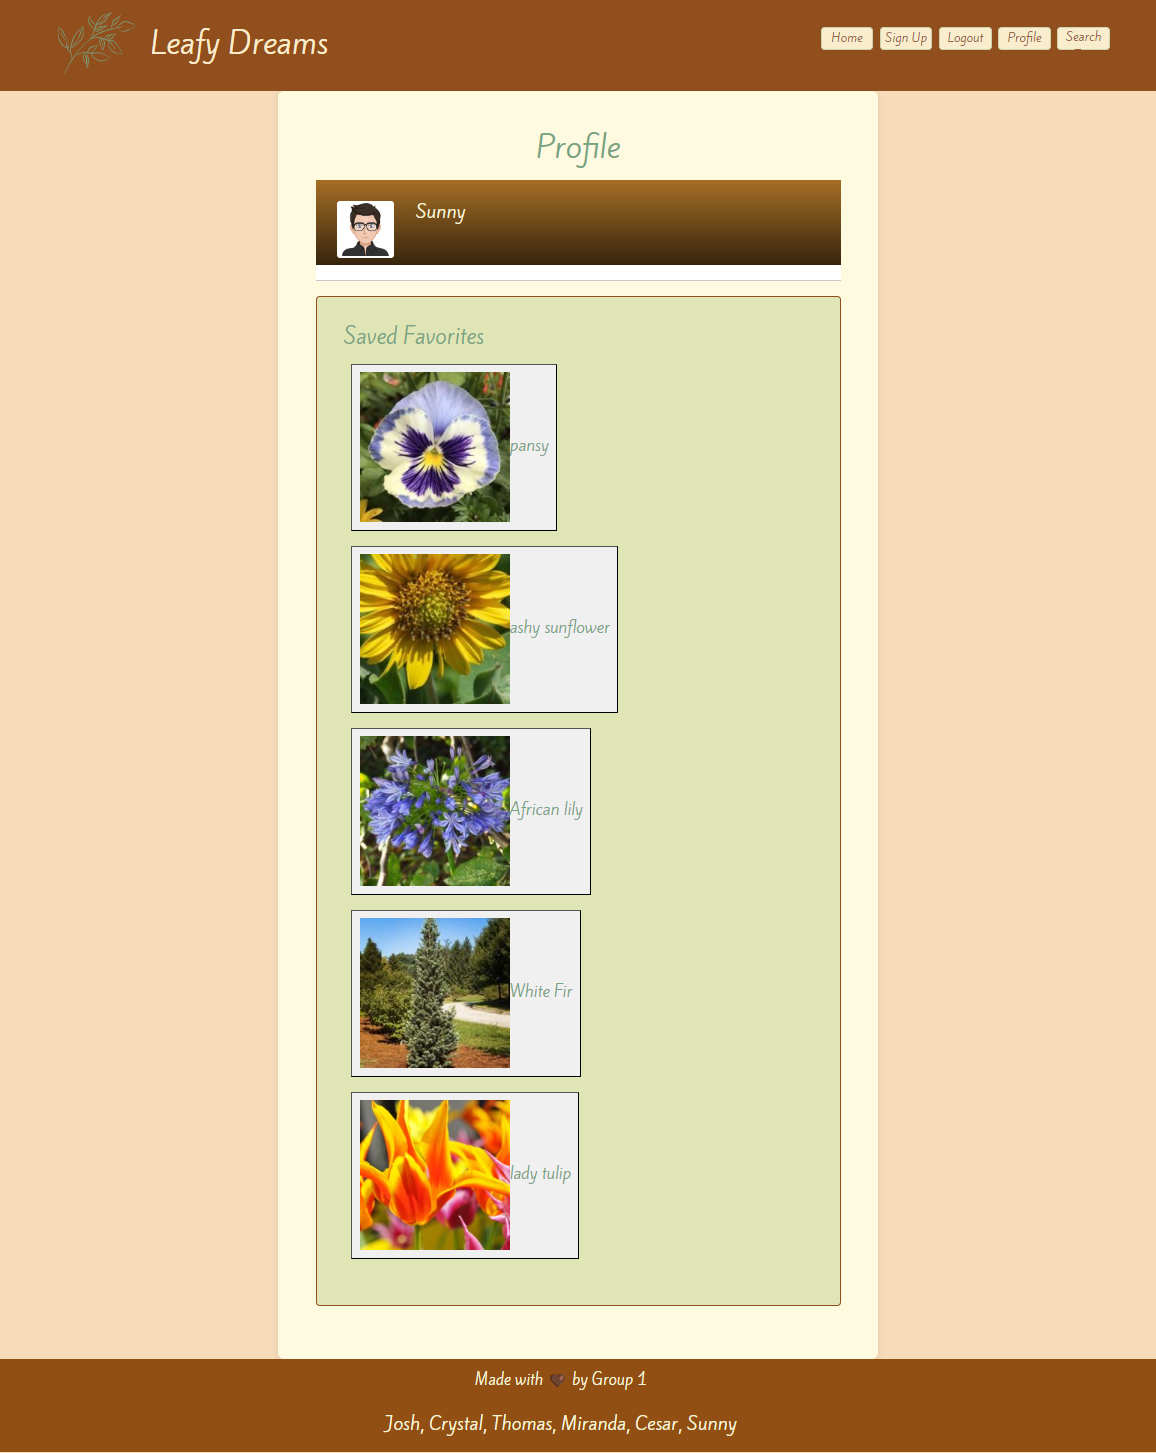 Leafy Dreams
Home Sign Up Logout Profile Search
Profile
Sunny
Saved Favorites
pansy
ashy sunflower
African lily
White Fir
lady tulip
Made with 🤎 by Group 1
Josh, Crystal, Thomas, Miranda, Cesar, Sunny